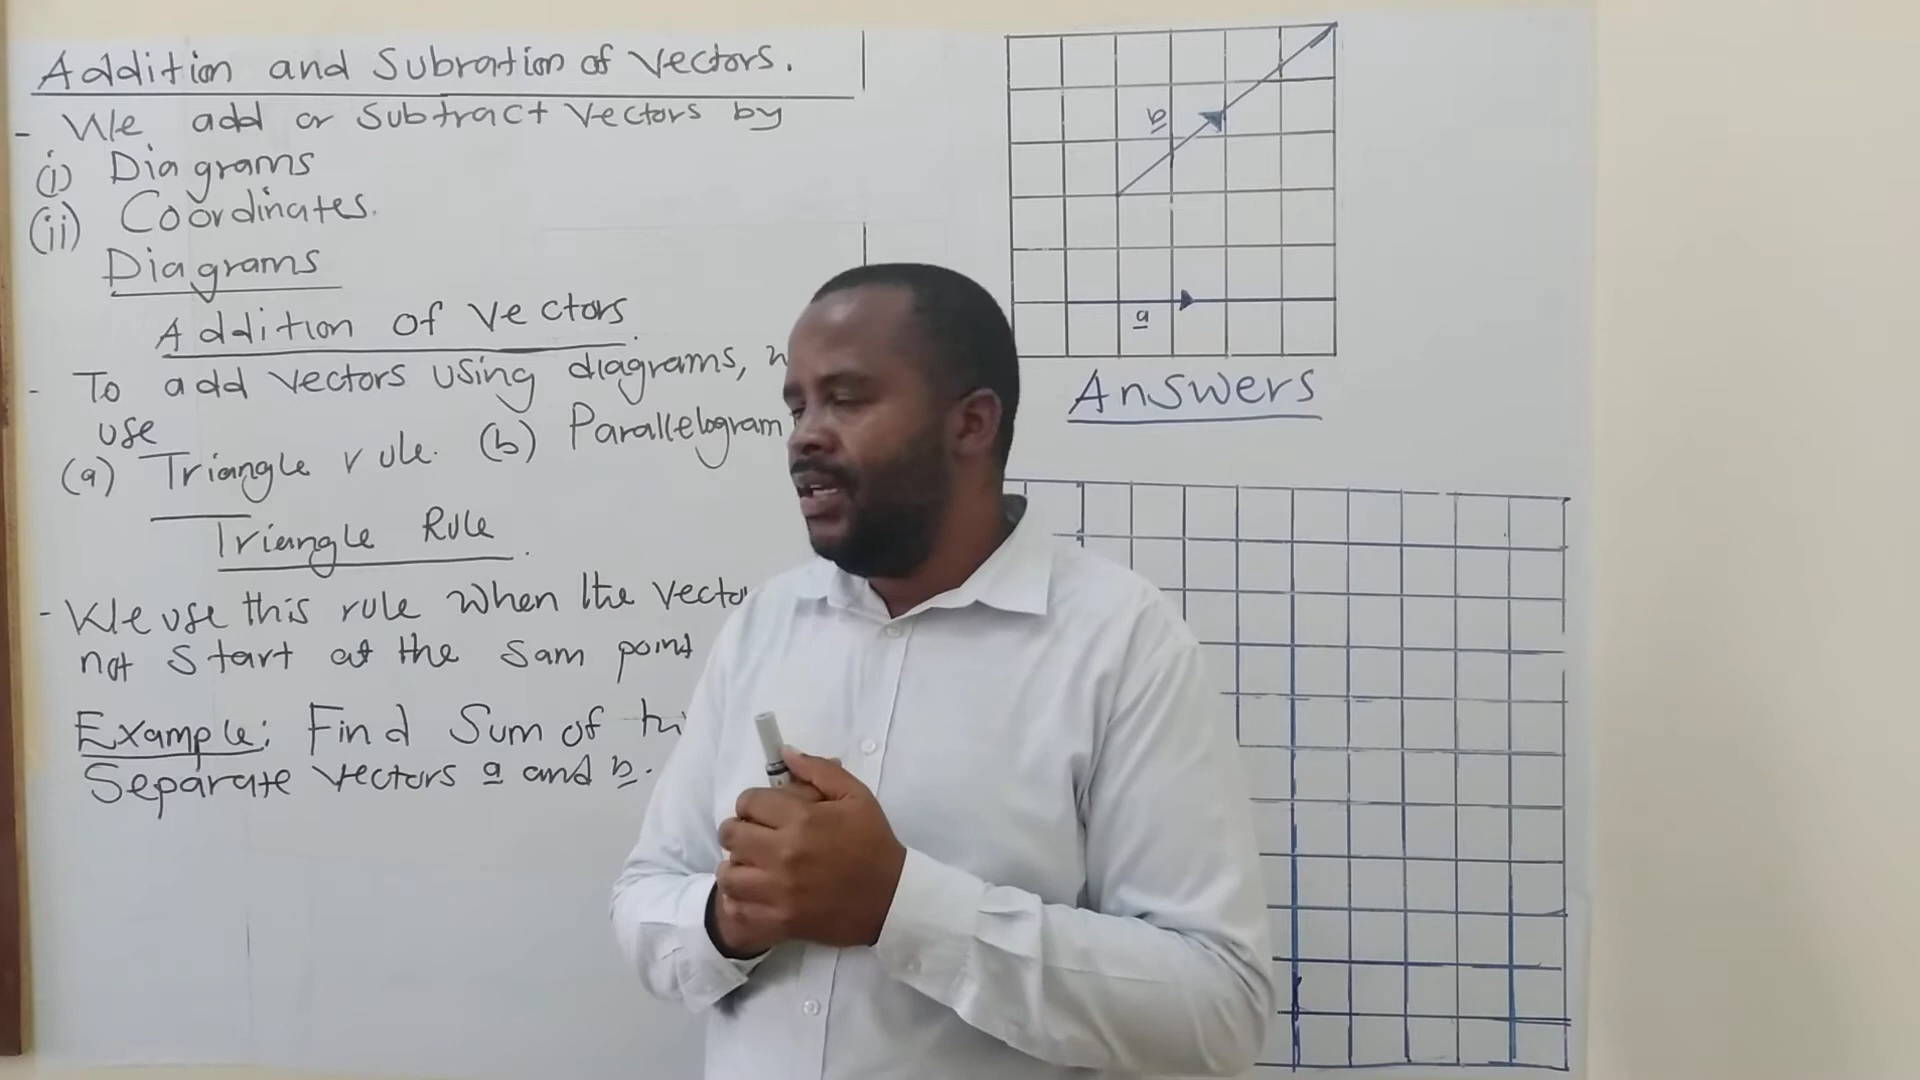 Addition and Subration of Vectors.
- We add or Subtract Vectors by
(i) Diagrams
(ii) Coordinates.
Diagrams
Addition of Vectors.
- To add Vectors using diagrams,
use
(a) Triangle rule. (b) Parallelogram
Triangle Rule.
- We use this rule when the
not Start at the Sam point
Example: Find Sum of
Separate Vectors a and b.
b
a
Answers